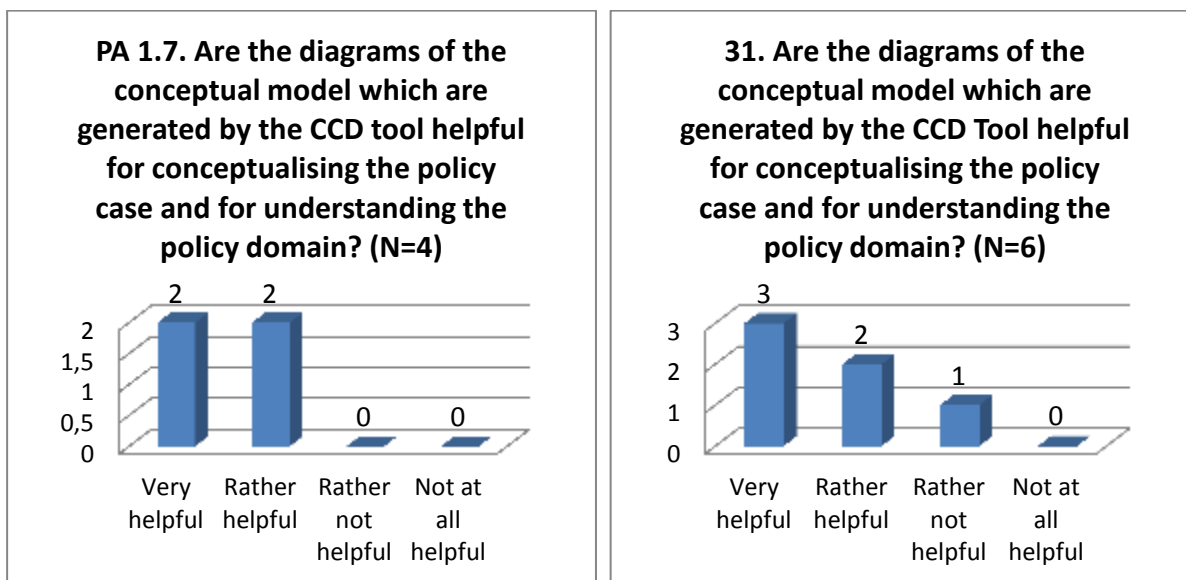 PA 1.7. Are the diagrams of the
conceptual model which are
generated by the CCD tool helpful
for conceptualising the policy
case and for understanding the
policy domain? (N=4)
2 2
2
1,5
1
0,5
0
0 0
Very Rather Rather Not at
helpful helpful not all
helpful helpful
31. Are the diagrams of the
conceptual model which are
generated by the CCD Tool helpful
for conceptualising the policy
case and for understanding the
policy domain? (N=6)
3
2
1
0
3
2
1
0
Very Rather Rather Not at
helpful helpful not all
helpful helpful